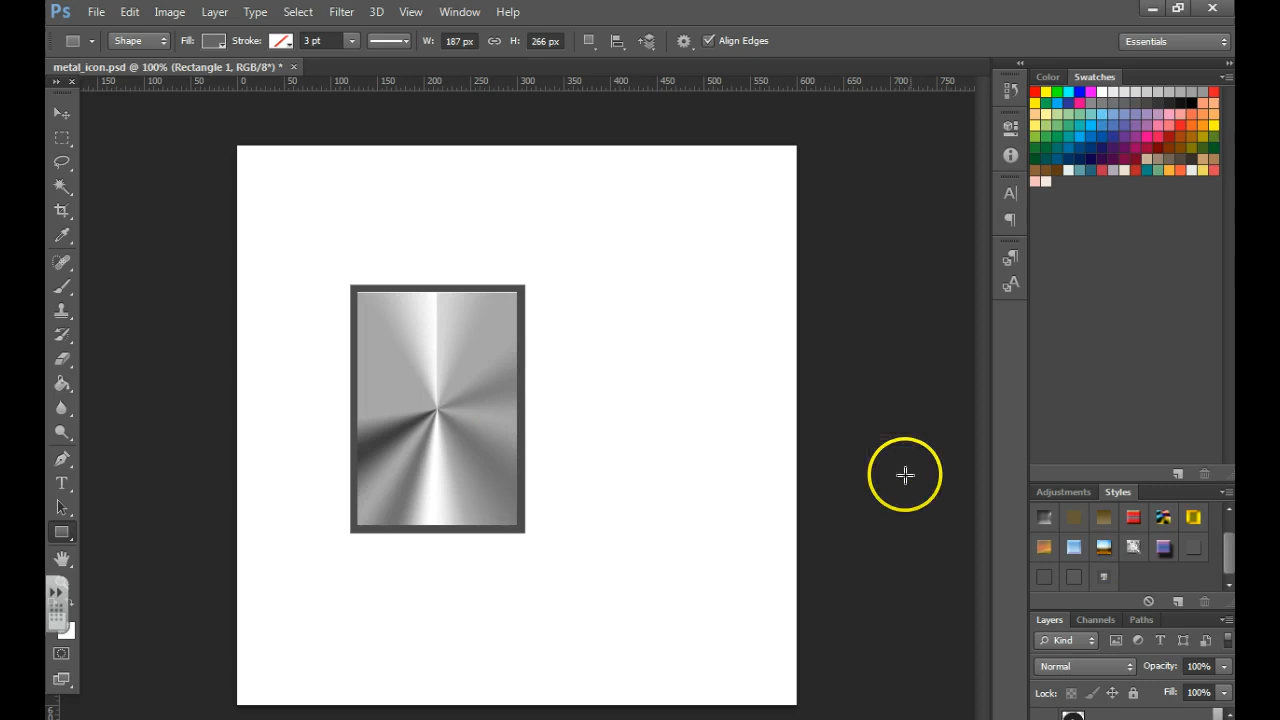 Ps File Edit Image Layer Type Select Filter 3D View Window Help
Shape Fill: Stroke: 3 pt W: 187 px H: 266 px Align Edges Essentials
metal_icon.psd @ 100% (Rectangle 1, RGB/8*) * ×
150 100 50 0 50 100 150 200 250 300 350 400 450 500 550 600 650 700 750
Color Swatches
Adjustments Styles
Layers Channels Paths
Kind
Normal Opacity: 100%
Lock: Fill: 100%